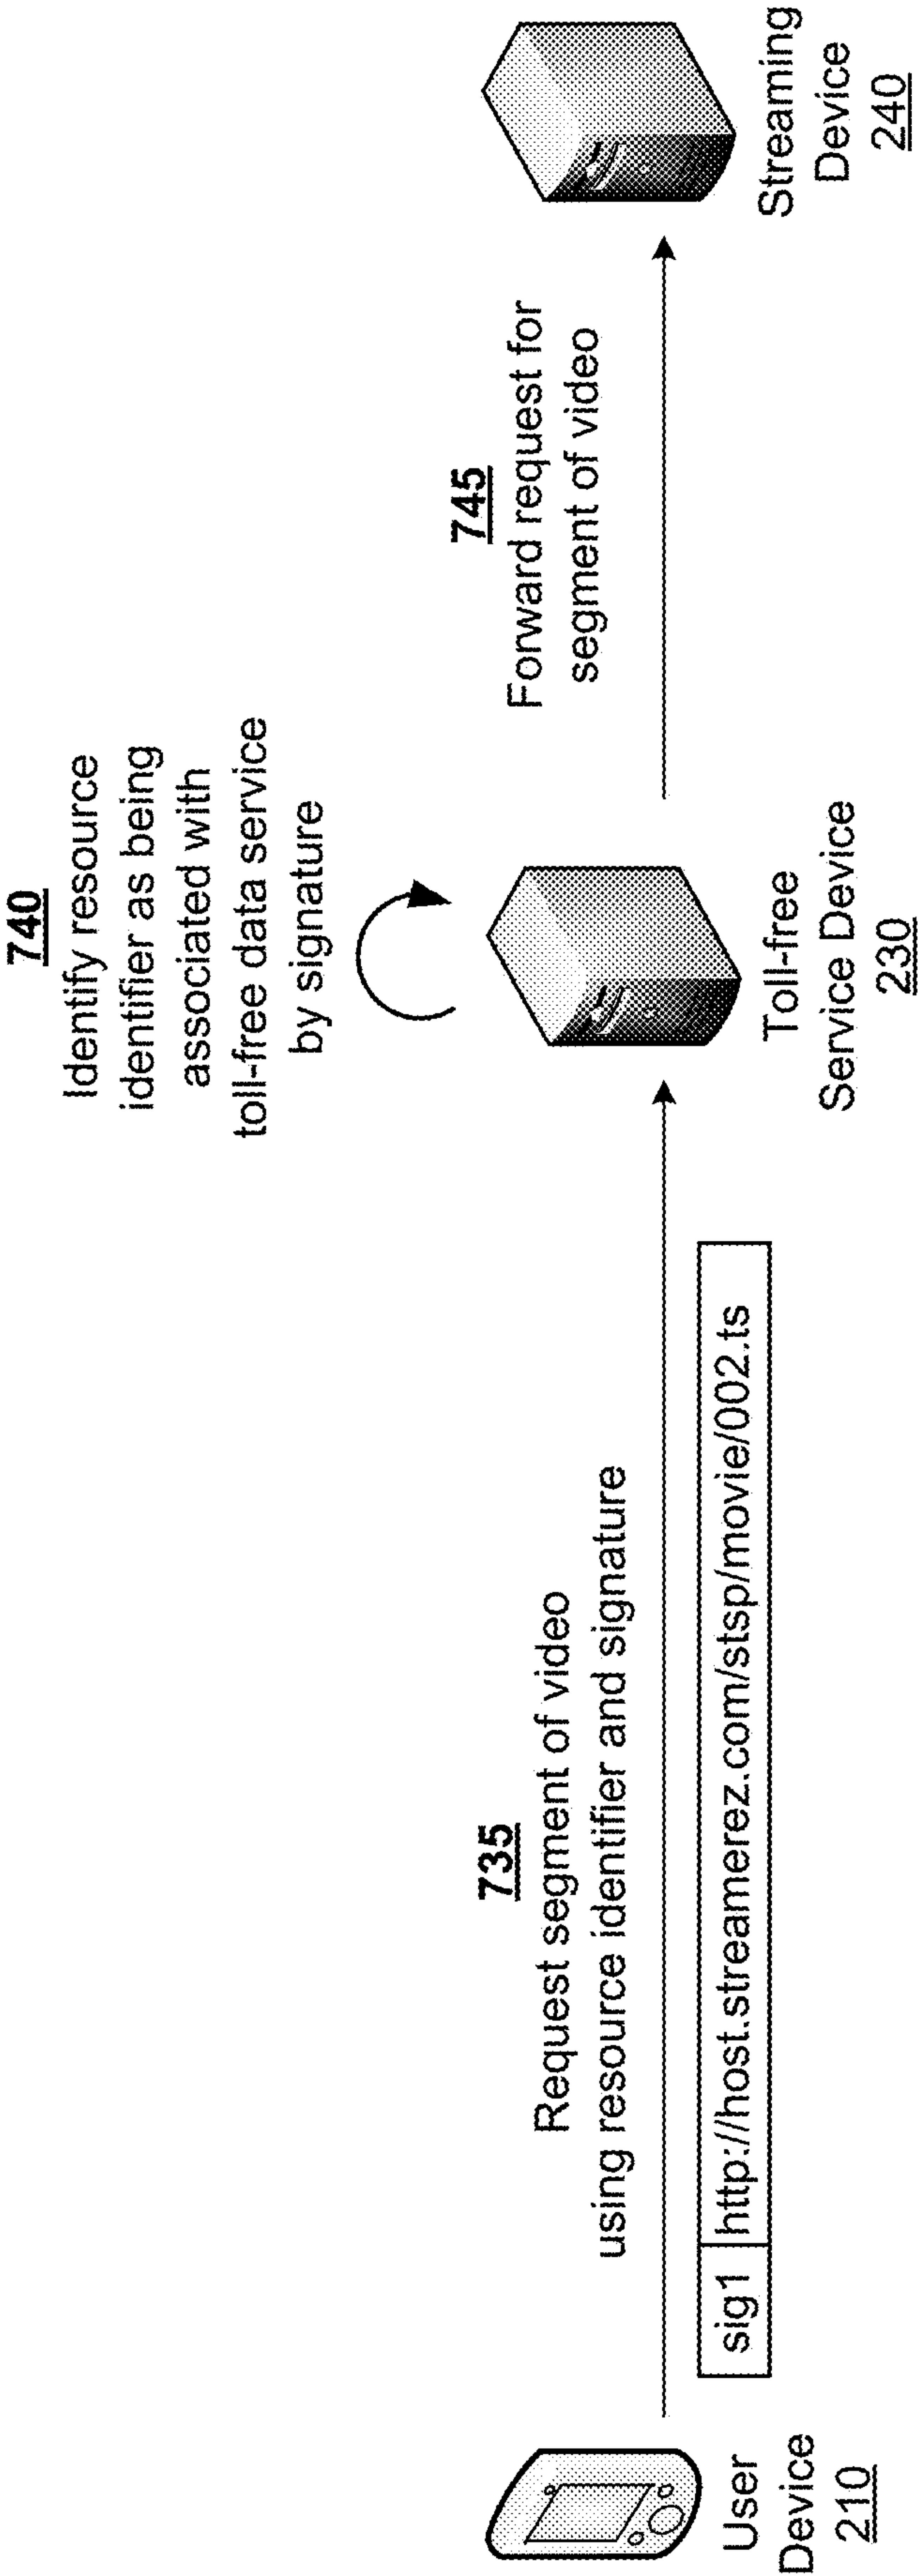 740
Identify resource
identifier as being
associated with
toll-free data service
by signature
735
Request segment of video
using resource identifier and signature
745
Forward request for
segment of video
sig1 http://host.streamerez.com/stsp/movie/002.ts
User
Device
210
Toll-free
Service Device
230
Streaming
Device
240